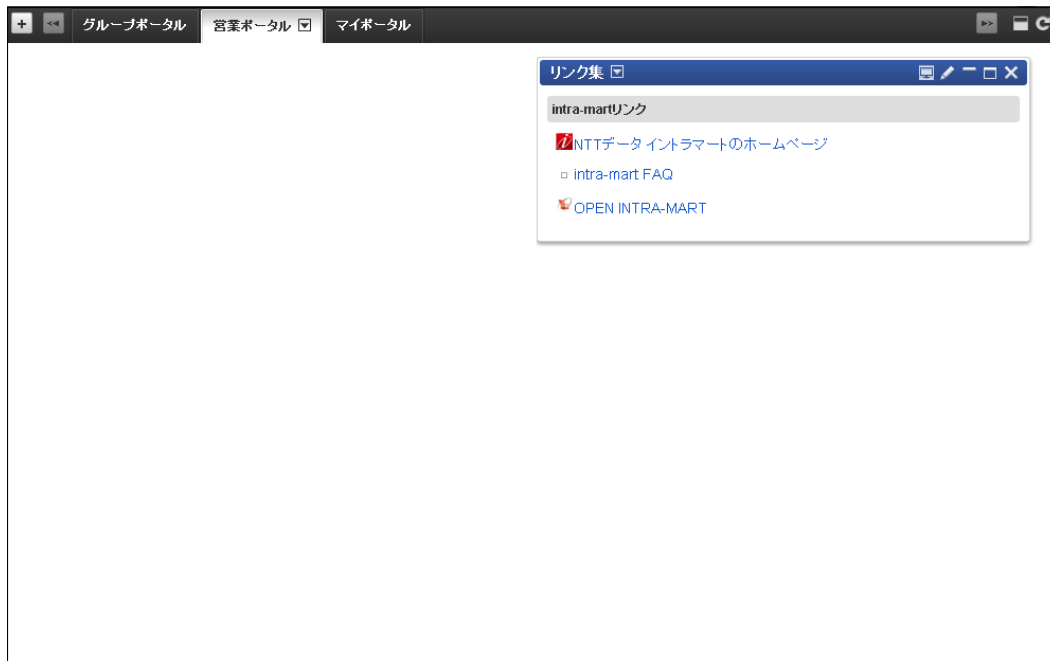 グループポータル 営業ポータル マイポータル
リンク集
intra-martリンク
NTTデータ イントラマートのホームページ
intra-mart FAQ
OPEN INTRA-MART